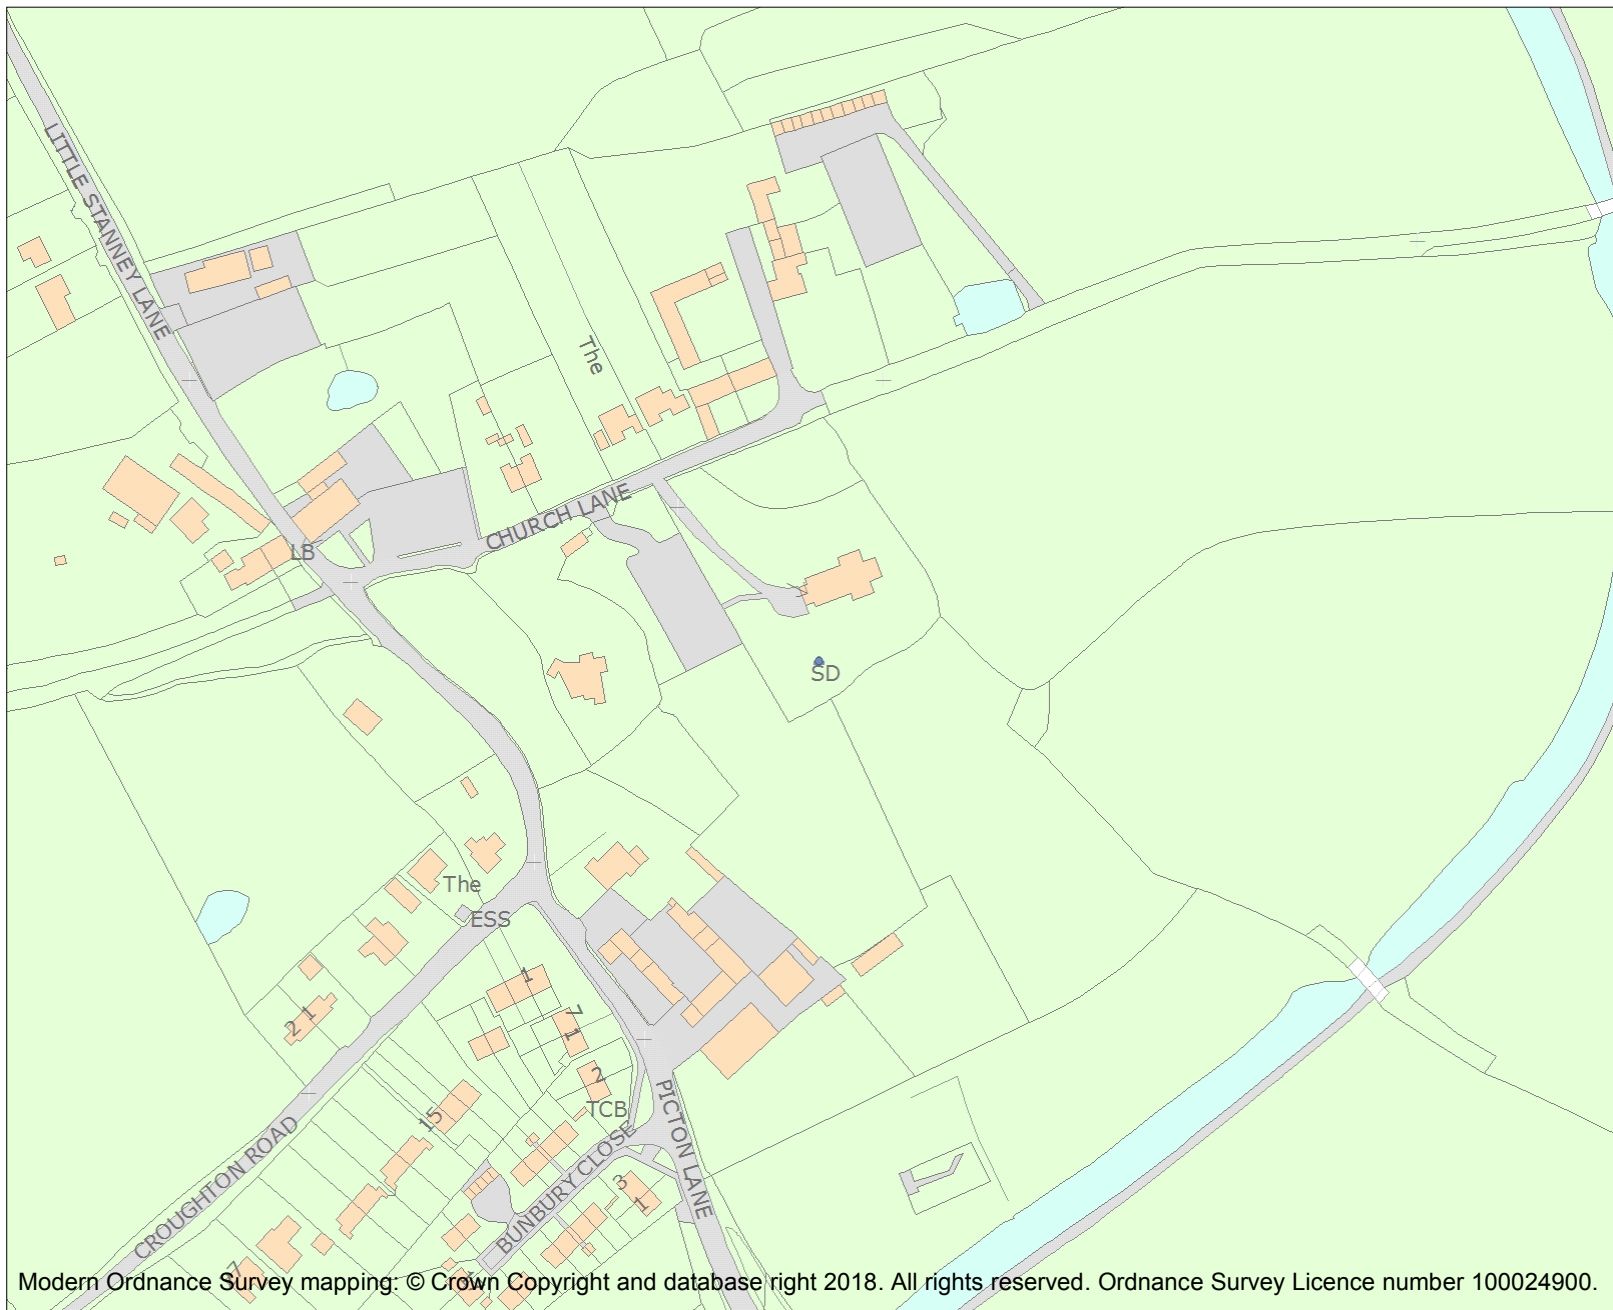 LITTLE STANNEY LANE
The
CHURCH LANE
LB
SD
The
ESS
1
7
1
2 1
2
TCB
15
PICTON LANE
CROUGHTON ROAD
BUNBURY CLOSE
3
1
Modern Ordnance Survey mapping: © Crown Copyright and database right 2018. All rights reserved. Ordnance Survey Licence number 100024900.